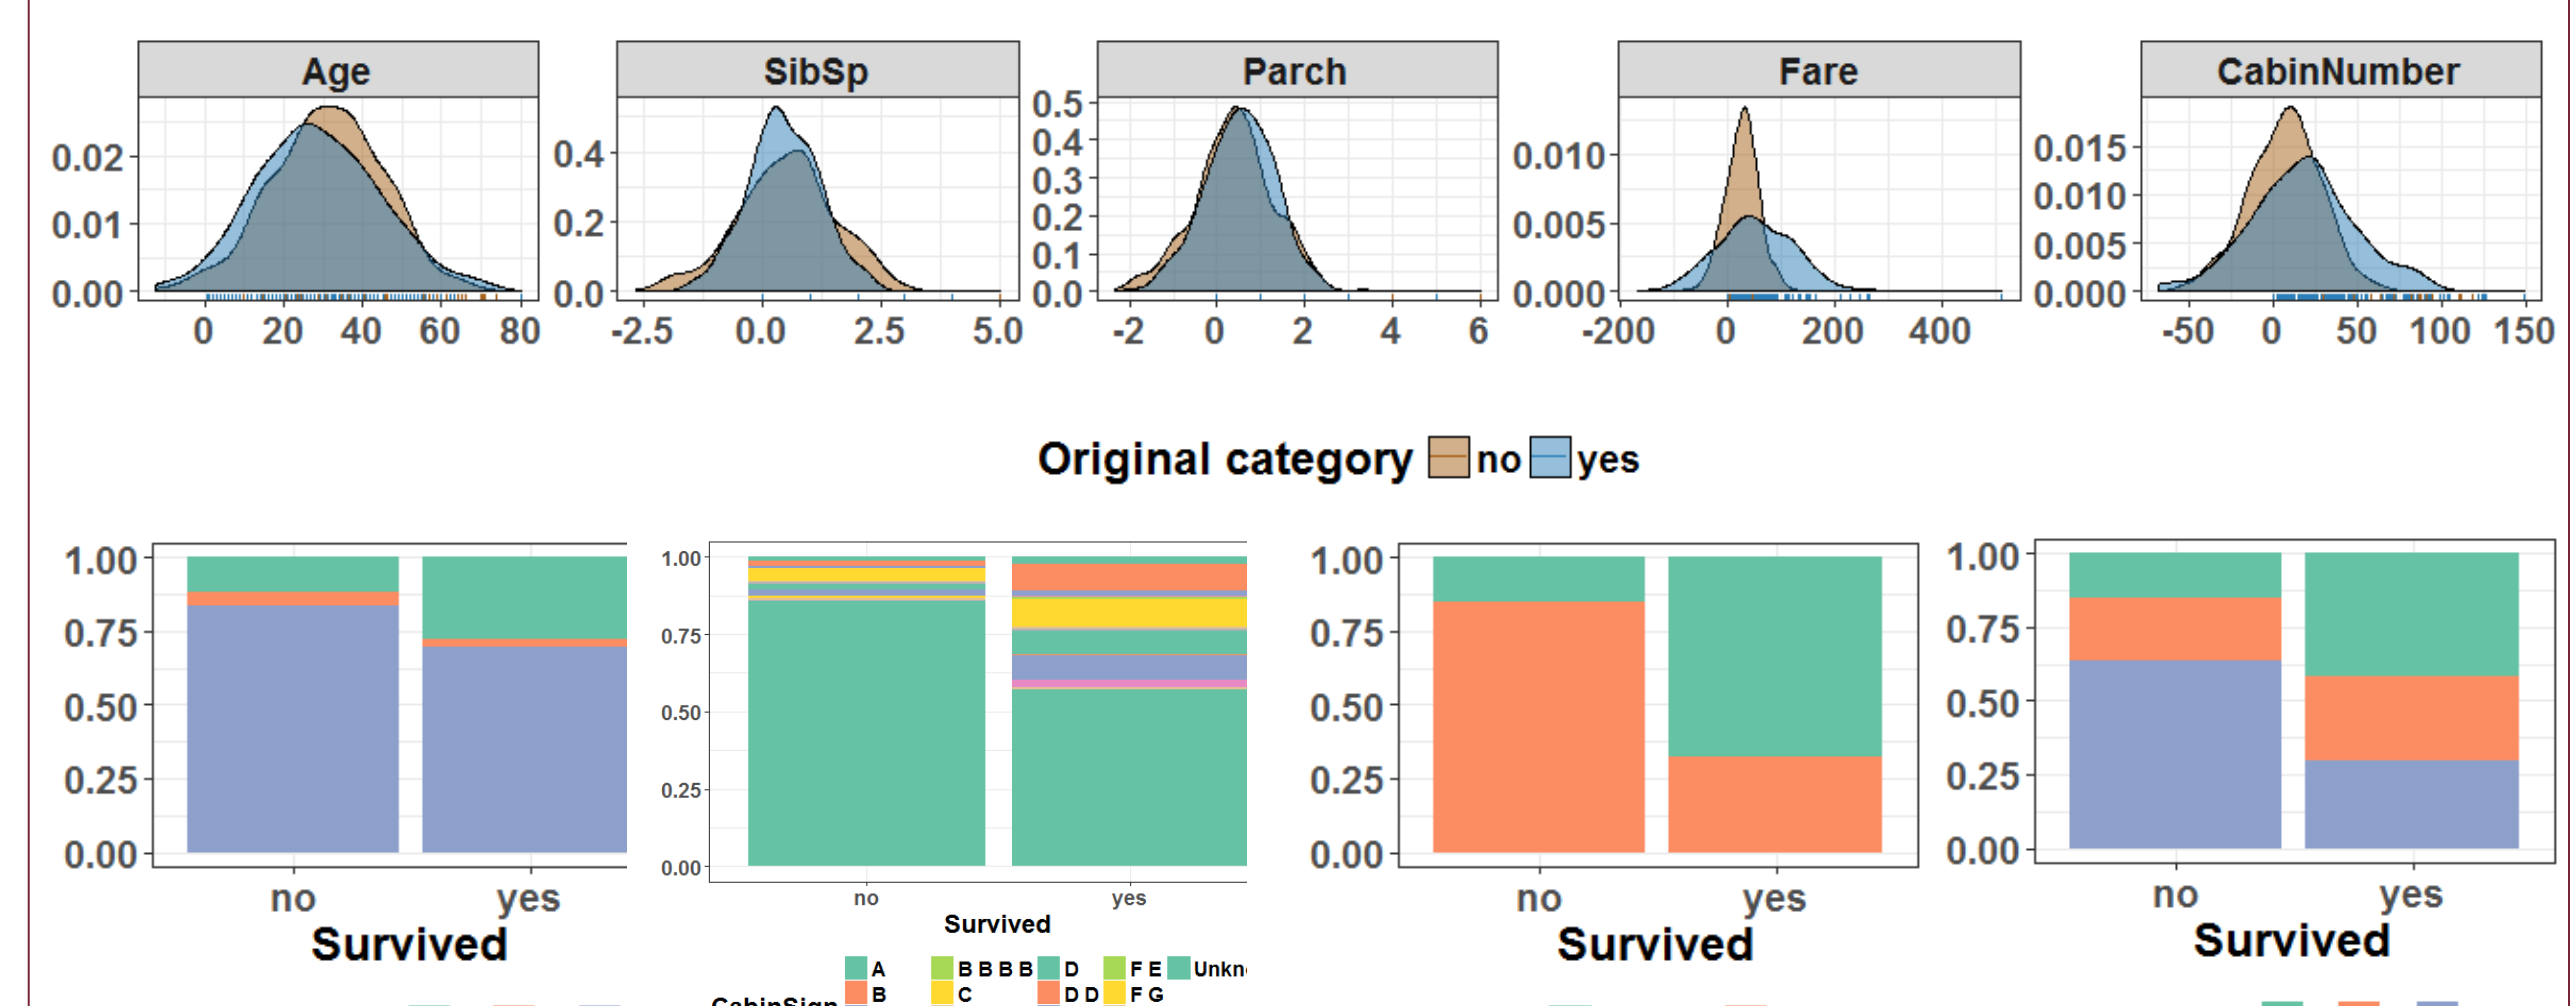 Age SibSp Parch Fare CabinNumber
0.02
0.01
0.00
0 20 40 60 80
0.4
0.2
0.0
-2.5 0.0 2.5 5.0
0.5
0.4
0.3
0.2
0.1
0.0
-2 0 2 4 6
0.010
0.005
0.000
-200 0 200 400
0.015
0.010
0.005
0.000
-50 0 50 100 150
Original category no yes
1.00
0.75
0.50
0.25
0.00
no yes
Survived
1.00
0.75
0.50
0.25
0.00
no yes
Survived
A B B B B D F E Unkn
CabinSign B C D D F G
1.00
0.75
0.50
0.25
0.00
no yes
Survived
1.00
0.75
0.50
0.25
0.00
no yes
Survived